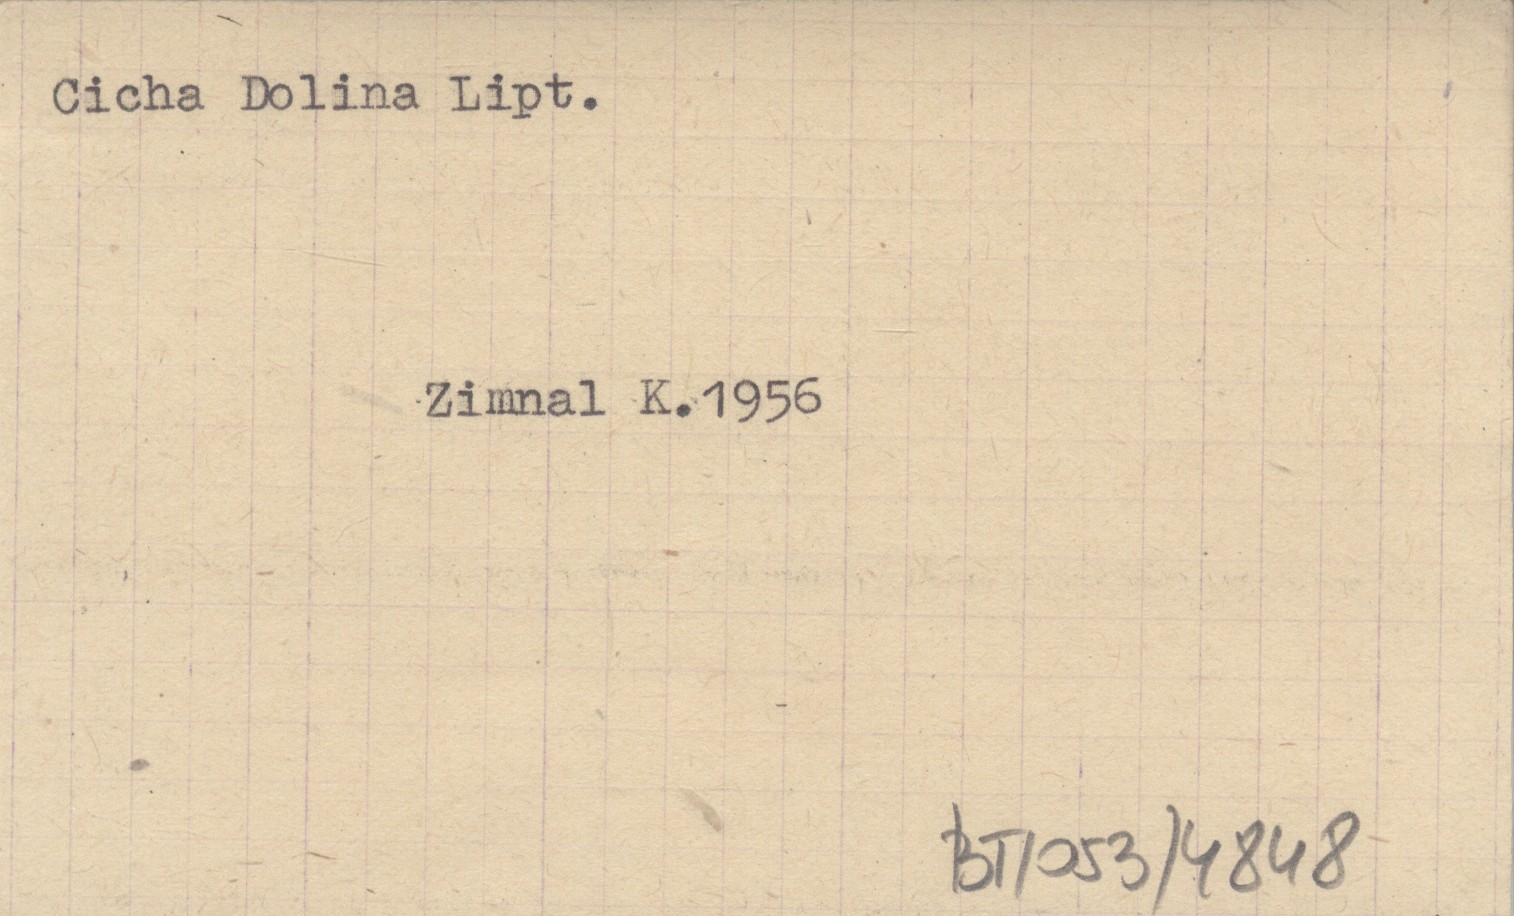 Cicha Dolina Lipt.
Zimnal K.1956
BT/053/4848